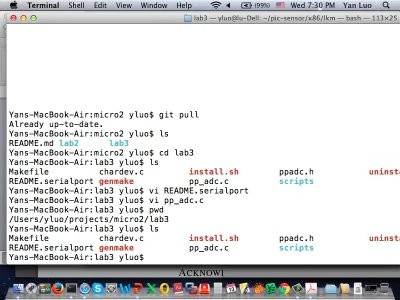 Terminal Shell Edit View Window Help (99%) Wed 7:30 PM Yan Luo
lab3 — yluo@lu-Dell: ~/pic-sensor/x86/lkm — bash — 113×25
Yans-MacBook-Air:micro2 yluo$ git pull
Already up-to-date.
Yans-MacBook-Air:micro2 yluo$ ls
README.md lab2 lab3
Yans-MacBook-Air:micro2 yluo$ cd lab3
Yans-MacBook-Air:lab3 yluo$ ls
Makefile chardev.c install.sh ppadc.h uninst
README.serialport genmake pp_adc.c scripts
Yans-MacBook-Air:lab3 yluo$ vi README.serialport
Yans-MacBook-Air:lab3 yluo$ vi pp_adc.c
Yans-MacBook-Air:lab3 yluo$ pwd
/Users/yluo/projects/micro2/lab3
Yans-MacBook-Air:lab3 yluo$ ls
Makefile chardev.c install.sh ppadc.h uninst
README.serialport genmake pp_adc.c scripts
Yans-MacBook-Air:lab3 yluo$